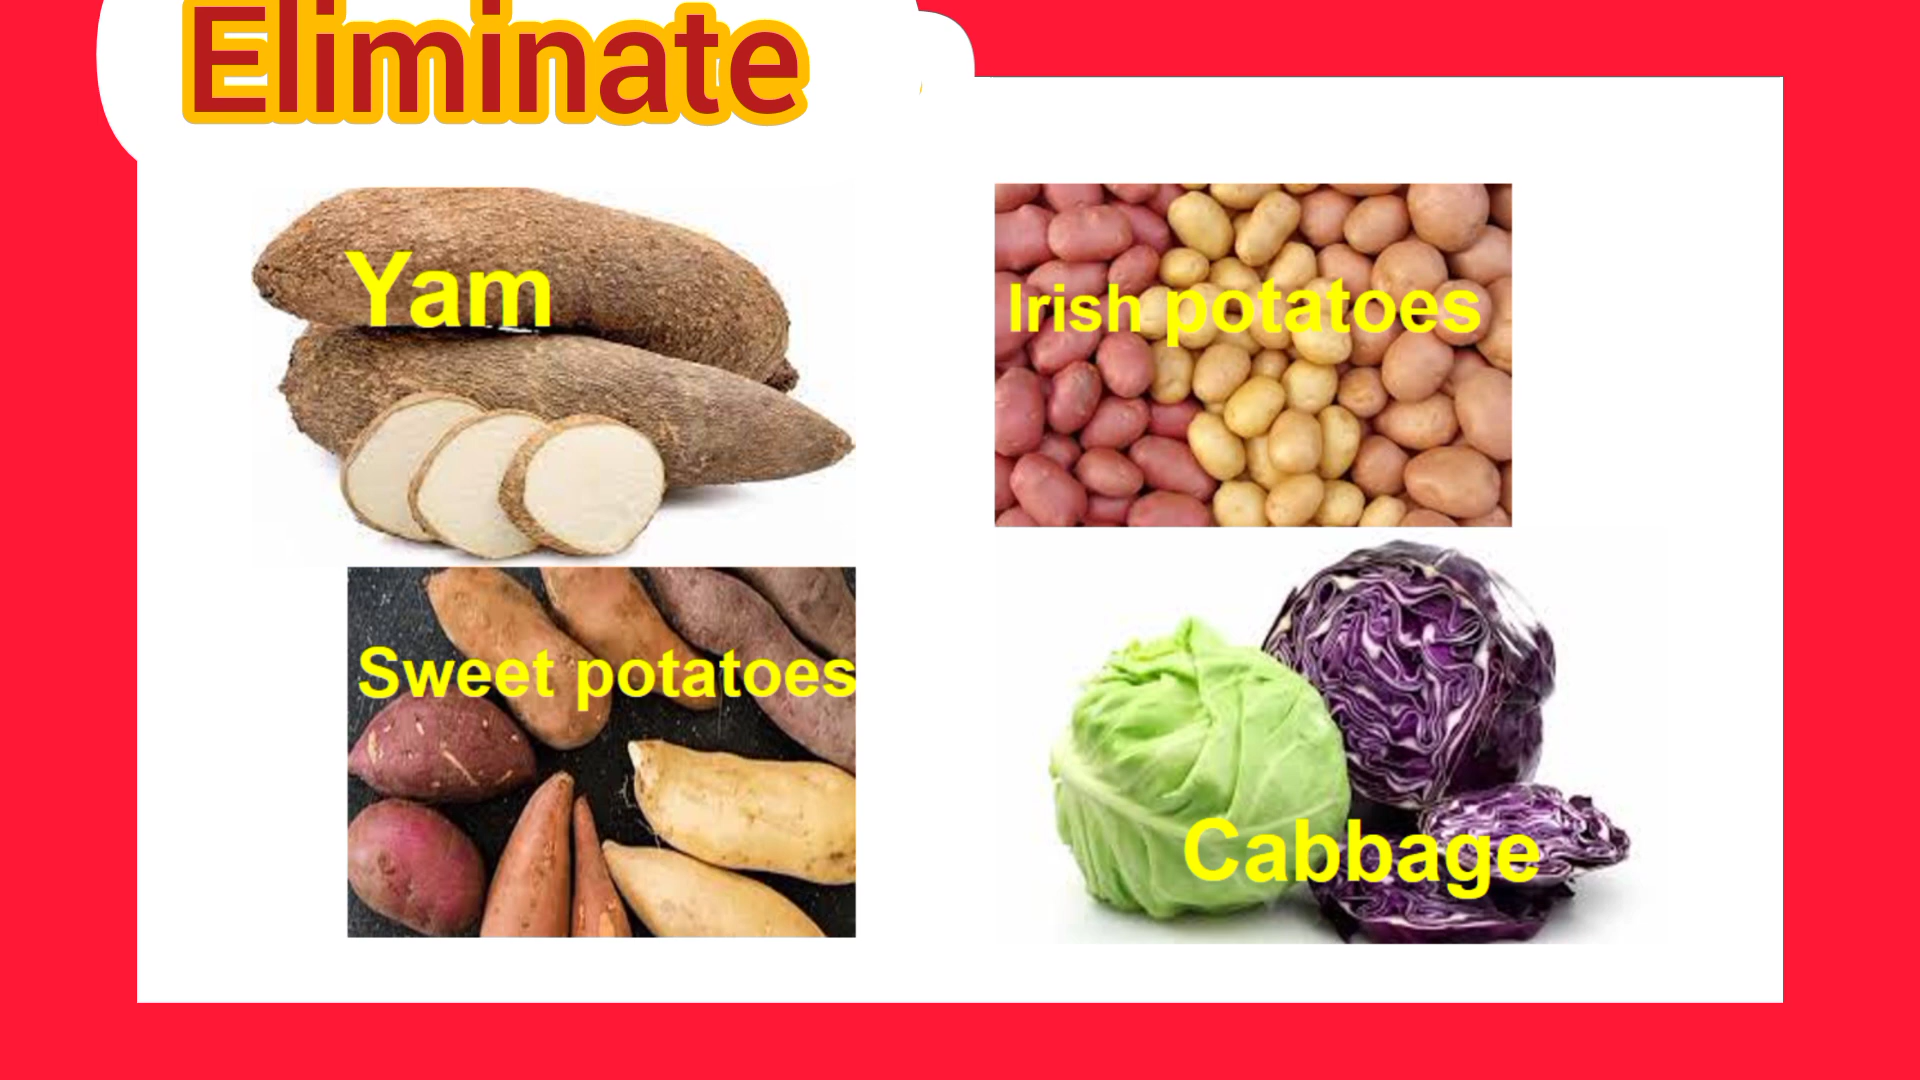 Eliminate
Yam
Irish potatoes
Sweet potatoes
Cabbage